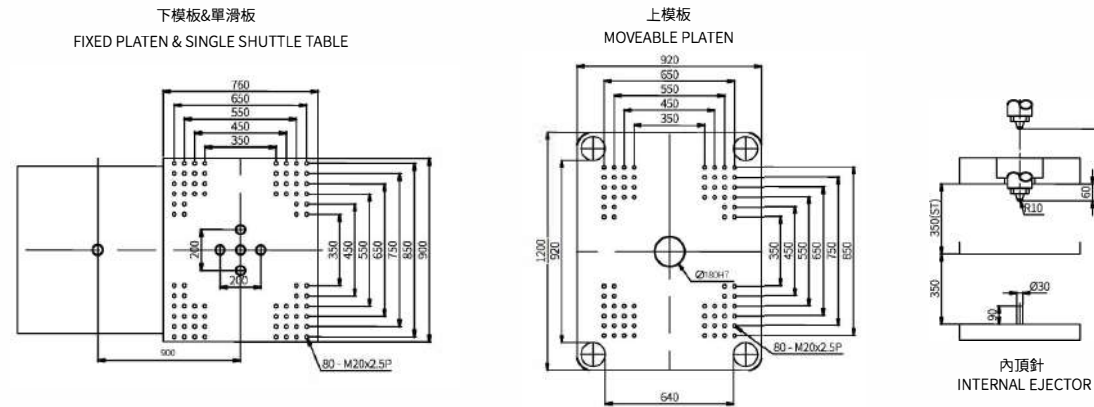 下模板&單滑板
FIXED PLATEN & SINGLE SHUTTLE TABLE
760
650
550
450
350
200
200
350
450
550
650
750
850
900
900
80 - M20x2.5P
上模板
MOVEABLE PLATEN
920
650
550
450
350
1200
920
Ø180H7
350
450
550
650
750
850
80 - M20x2.5P
640
60
R10
350(ST)
350
Ø30
90
內頂針
INTERNAL EJECTOR